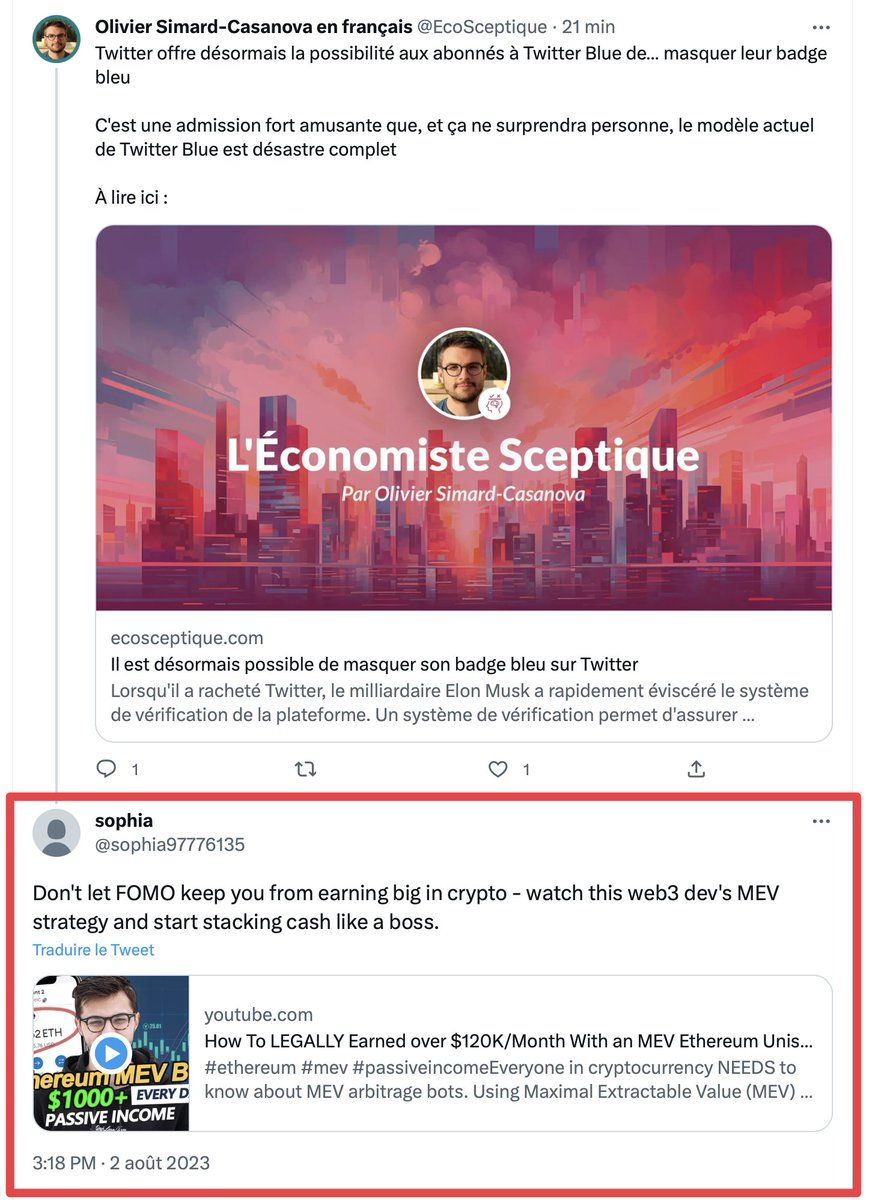 Olivier Simard-Casanova en français @EcoSceptique · 21 min
Twitter offre désormais la possibilité aux abonnés à Twitter Blue de... masquer leur badge
bleu
C'est une admission fort amusante que, et ça ne surprendra personne, le modèle actuel
de Twitter Blue est désastre complet
À lire ici :
L'Économiste Sceptique
Par Olivier Simard-Casanova
ecosceptique.com
Il est désormais possible de masquer son badge bleu sur Twitter
Lorsqu'il a racheté Twitter, le milliardaire Elon Musk a rapidement éviscéré le système
de vérification de la plateforme. Un système de vérification permet d'assurer ...
1
1
sophia
@sophia97776135
Don't let FOMO keep you from earning big in crypto - watch this web3 dev's MEV
strategy and start stacking cash like a boss.
Traduire le Tweet
2 ETH
hereum MEV B
$1000+ EVERY D
PASSIVE INCOME
youtube.com
How To LEGALLY Earned over $120K/Month With an MEV Ethereum Unis...
#ethereum #mev #passiveincomeEveryone in cryptocurrency NEEDS to
know about MEV arbitrage bots. Using Maximal Extractable Value (MEV) ...
3:18 PM · 2 août 2023